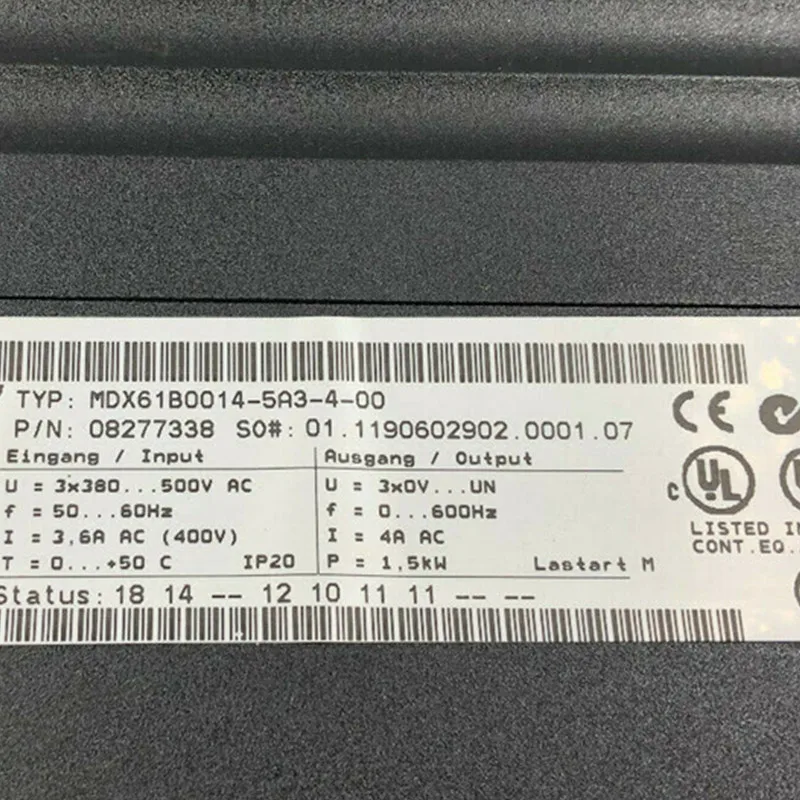 TYP: MDX61B0014-5A3-4-00
P/N: 08277338 SO#: 01.1190602902.0001.07
Eingang / Input
U = 3x380...500V AC
f = 50...60Hz
I = 3,6A AC (400V)
T = 0...+50 C IP20
Ausgang / Output
U = 3x0V...UN
f = 0...600Hz
I = 4A AC
P = 1,5kW Lastart M
Status: 18 14 -- 12 10 11 11 -- --
CE
c UL
LISTED
CONT.EQ.